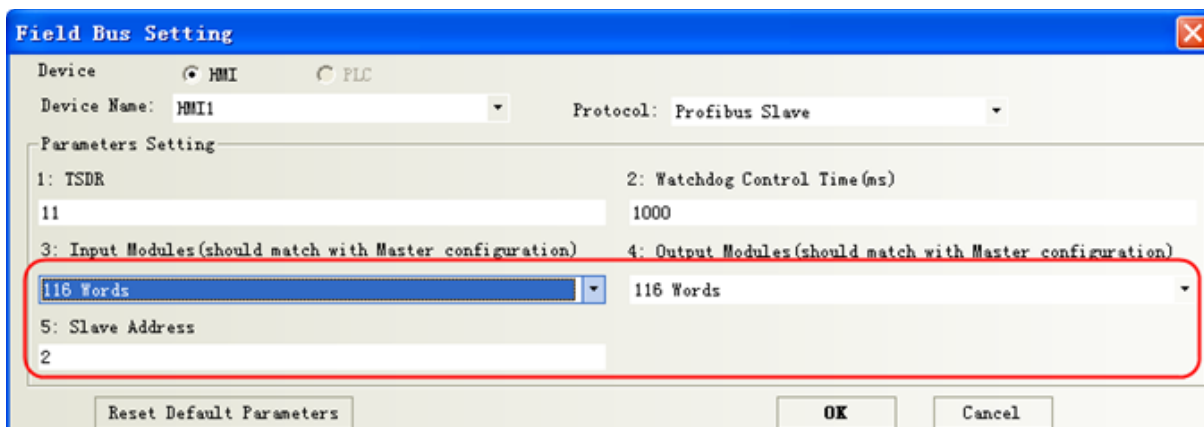 Field Bus Setting
Device HMI PLC
Device Name: HMI1 Protocol: Profibus Slave
Parameters Setting
1: TSDR 2: Watchdog Control Time(ms)
11 1000
3: Input Modules(should match with Master configuration) 4: Output Modules(should match with Master configuration)
116 Words 116 Words
5: Slave Address
2
Reset Default Parameters OK Cancel